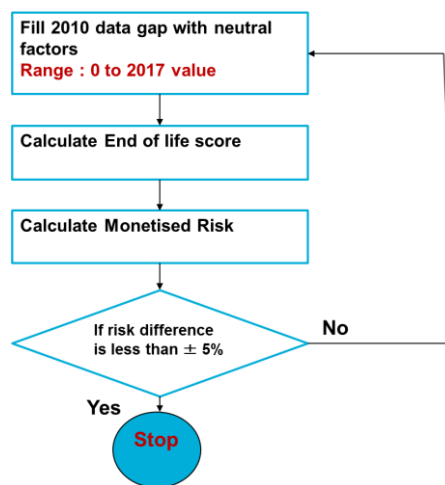 Fill 2010 data gap with neutral
factors
Range : 0 to 2017 value
Calculate End of life score
Calculate Monetised Risk
If risk difference
is less than ± 5%
No
Yes
Stop